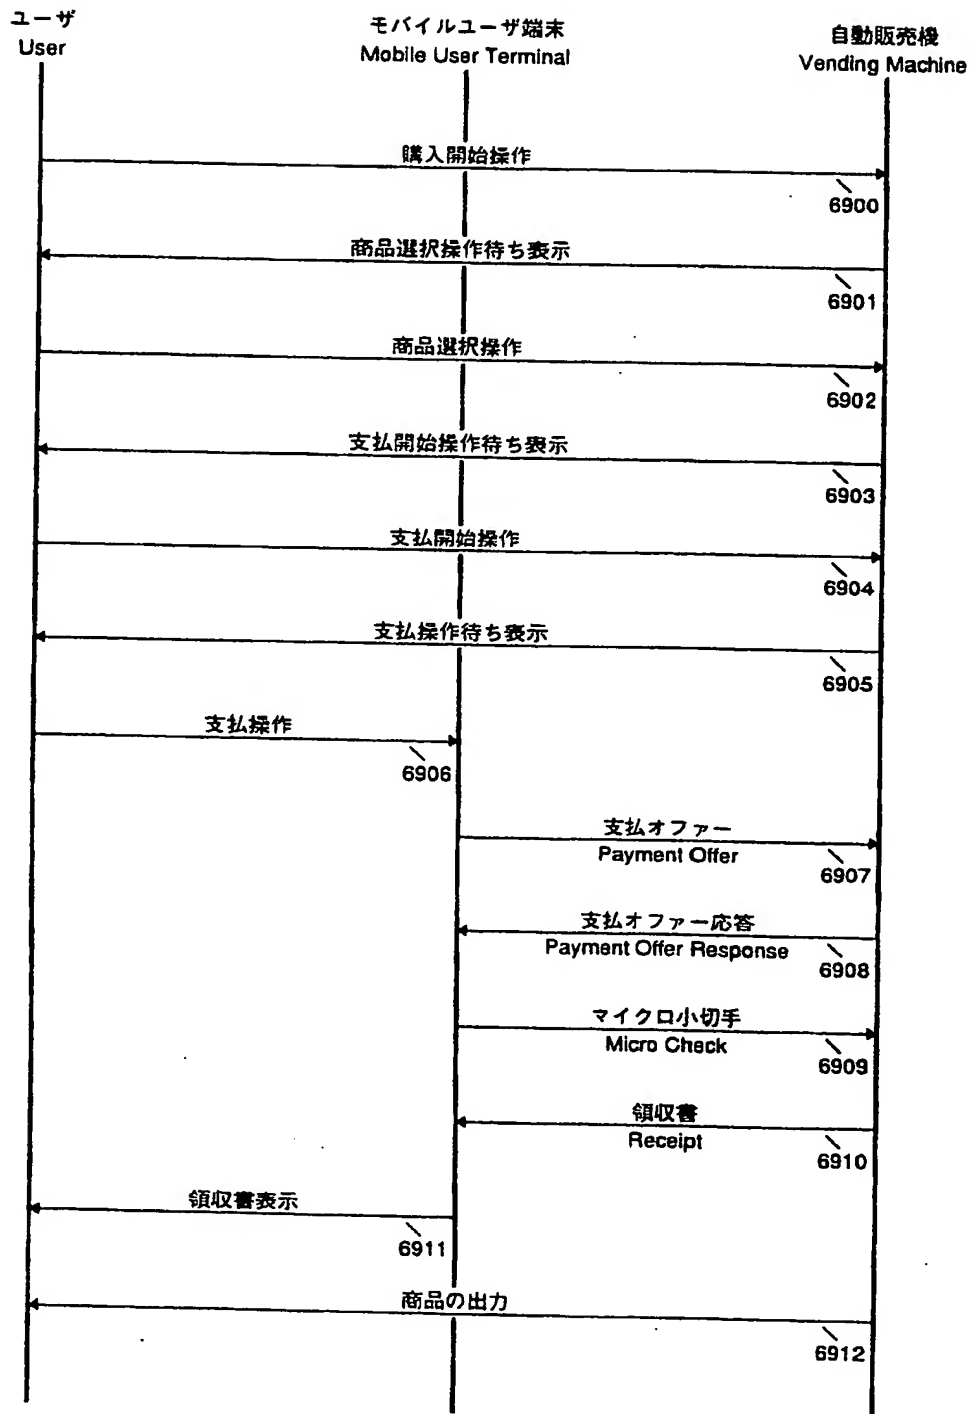 ユーザ
User
モバイルユーザ端末
Mobile User Terminal
自動販売機
Vending Machine
購入開始操作
6900
商品選択操作待ち表示
6901
商品選択操作
6902
支払開始操作待ち表示
6903
支払開始操作
6904
支払操作待ち表示
6905
支払操作
6906
支払オファー
Payment Offer
6907
支払オファー応答
Payment Offer Response
6908
マイクロ小切手
Micro Check
6909
領収書
Receipt
6910
領収書表示
6911
商品の出力
6912